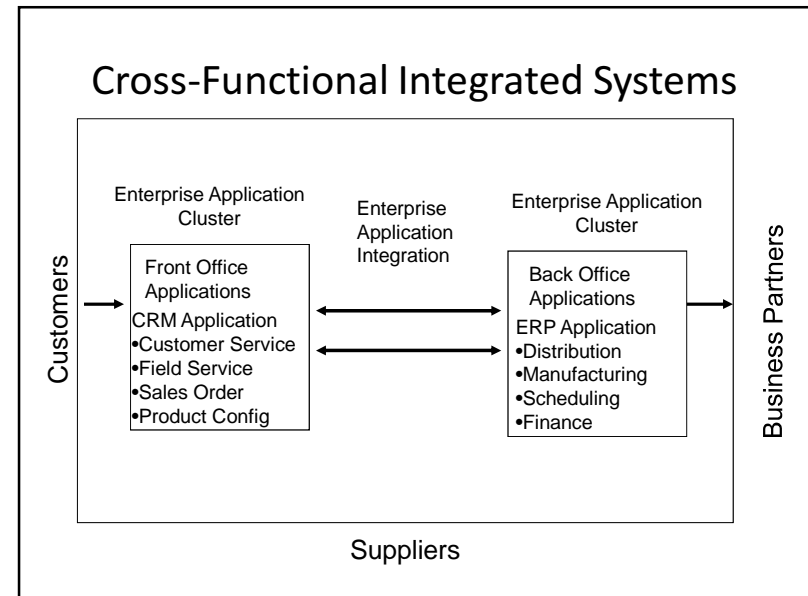 Cross-Functional Integrated Systems
Customers
Enterprise Application
Cluster
Front Office
Applications
CRM Application
•Customer Service
•Field Service
•Sales Order
•Product Config
Enterprise
Application
Integration
Enterprise Application
Cluster
Back Office
Applications
ERP Application
•Distribution
•Manufacturing
•Scheduling
•Finance
Business Partners
Suppliers